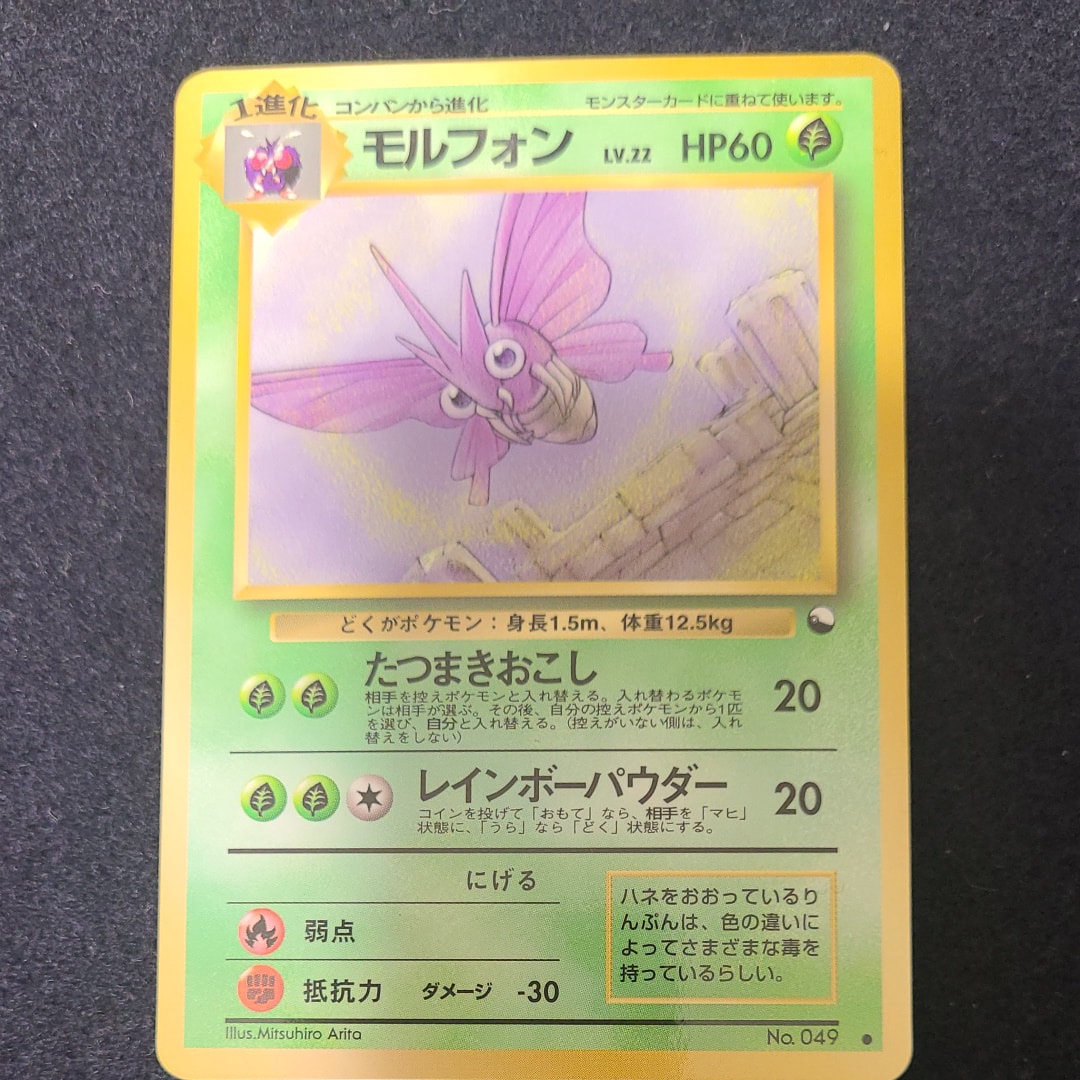 1進化
コンパンから進化
モンスターカードに重ねて使います。
モルフォン LV.22 HP60
どくがポケモン：身長1.5m、体重12.5kg
たつまきおこし 20
相手を控えポケモンと入れ替える。入れ替わるポケモ
ンは相手が選ぶ。その後、自分の控えポケモンから1匹
を選び、自分と入れ替える。（控えがいない側は、入れ
替えをしない）
レインボーパウダー 20
コインを投げて「おもて」なら、相手を「マヒ」
状態に、「うら」なら「どく」状態にする。
にげる
弱点
抵抗力 ダメージ -30
ハネをおおっているり
んぷんは、色の違いに
よってさまざまな毒を
持っているらしい。
Illus.Mitsuhiro Arita
No. 049